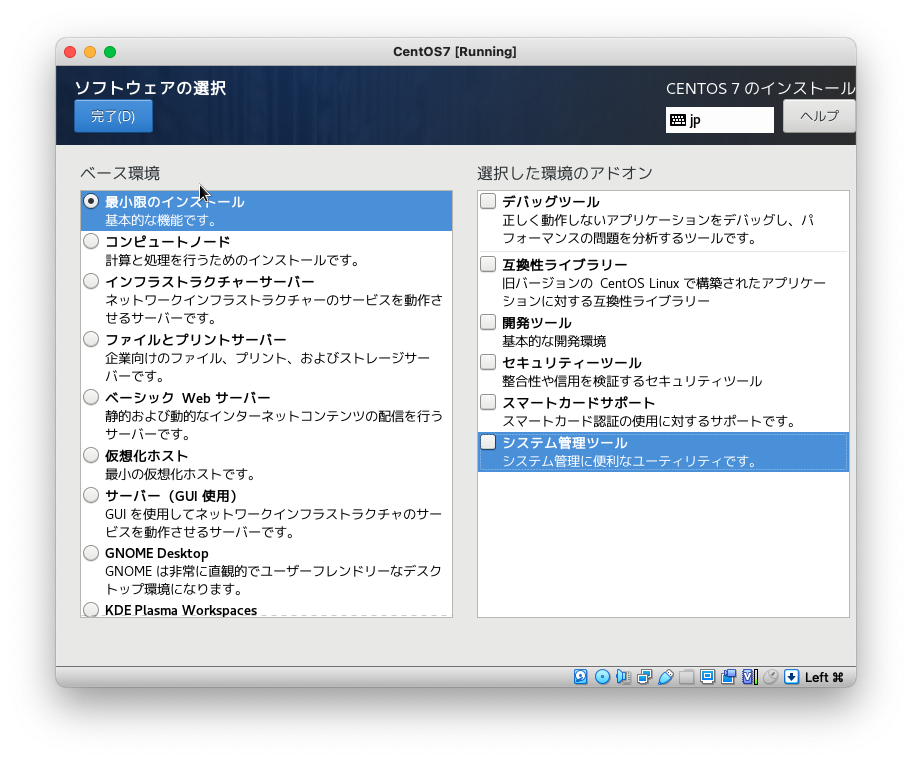 CentOS7 [Running]
ソフトウェアの選択
CENTOS 7 のインストール
完了(D)
jp
ヘルプ
ベース環境
最小限のインストール
基本的な機能です。
コンピュートノード
計算と処理を行うためのインストールです。
インフラストラクチャーサーバー
ネットワークインフラストラクチャーのサービスを動作さ
せるサーバーです。
ファイルとプリントサーバー
企業向けのファイル、プリント、およびストレージサー
バーです。
ベーシック Web サーバー
静的および動的なインターネットコンテンツの配信を行う
サーバーです。
仮想化ホスト
最小の仮想化ホストです。
サーバー（GUI 使用）
GUI を使用してネットワークインフラストラクチャのサー
ビスを動作させるサーバーです。
GNOME Desktop
GNOME は非常に直観的でユーザーフレンドリーなデスク
トップ環境になります。
KDE Plasma Workspaces
選択した環境のアドオン
デバッグツール
正しく動作しないアプリケーションをデバッグし、パ
フォーマンスの問題を分析するツールです。
互換性ライブラリー
旧バージョンの CentOS Linux で構築されたアプリケー
ションに対する互換性ライブラリー
開発ツール
基本的な開発環境
セキュリティーツール
整合性や信用を検証するセキュリティツール
スマートカードサポート
スマートカード認証の使用に対するサポートです。
システム管理ツール
システム管理に便利なユーティリティです。
Left ⌘